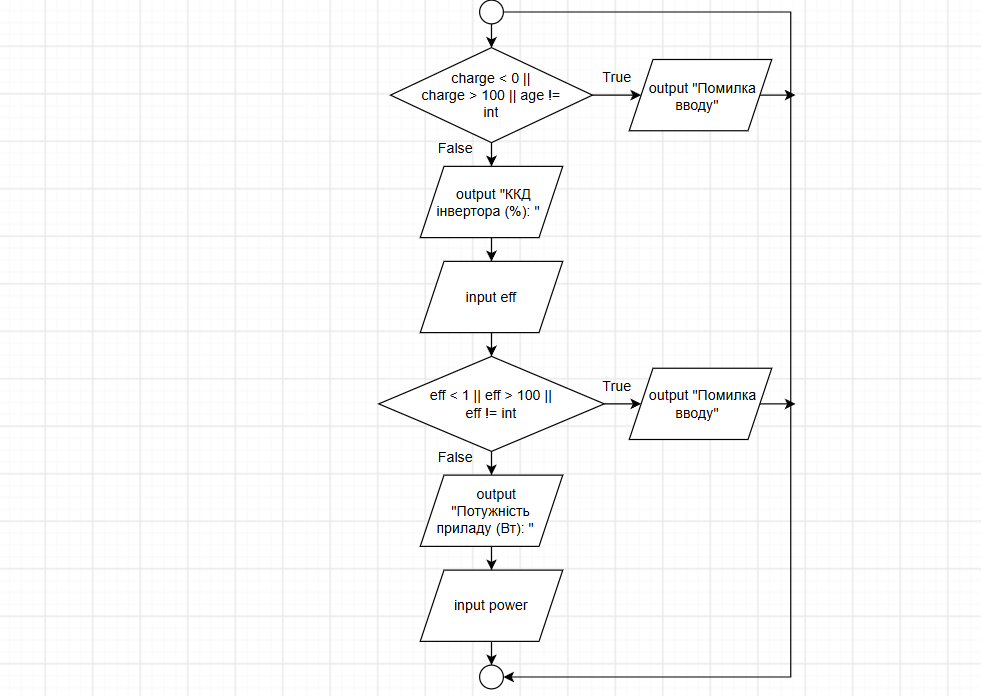 charge < 0 ||
charge > 100 || age !=
int
True
output "Помилка
вводу"
False
output "ККД
інвертора (%): "
input eff
eff < 1 || eff > 100 ||
eff != int
True
output "Помилка
вводу"
False
output
"Потужність
приладу (Вт): "
input power